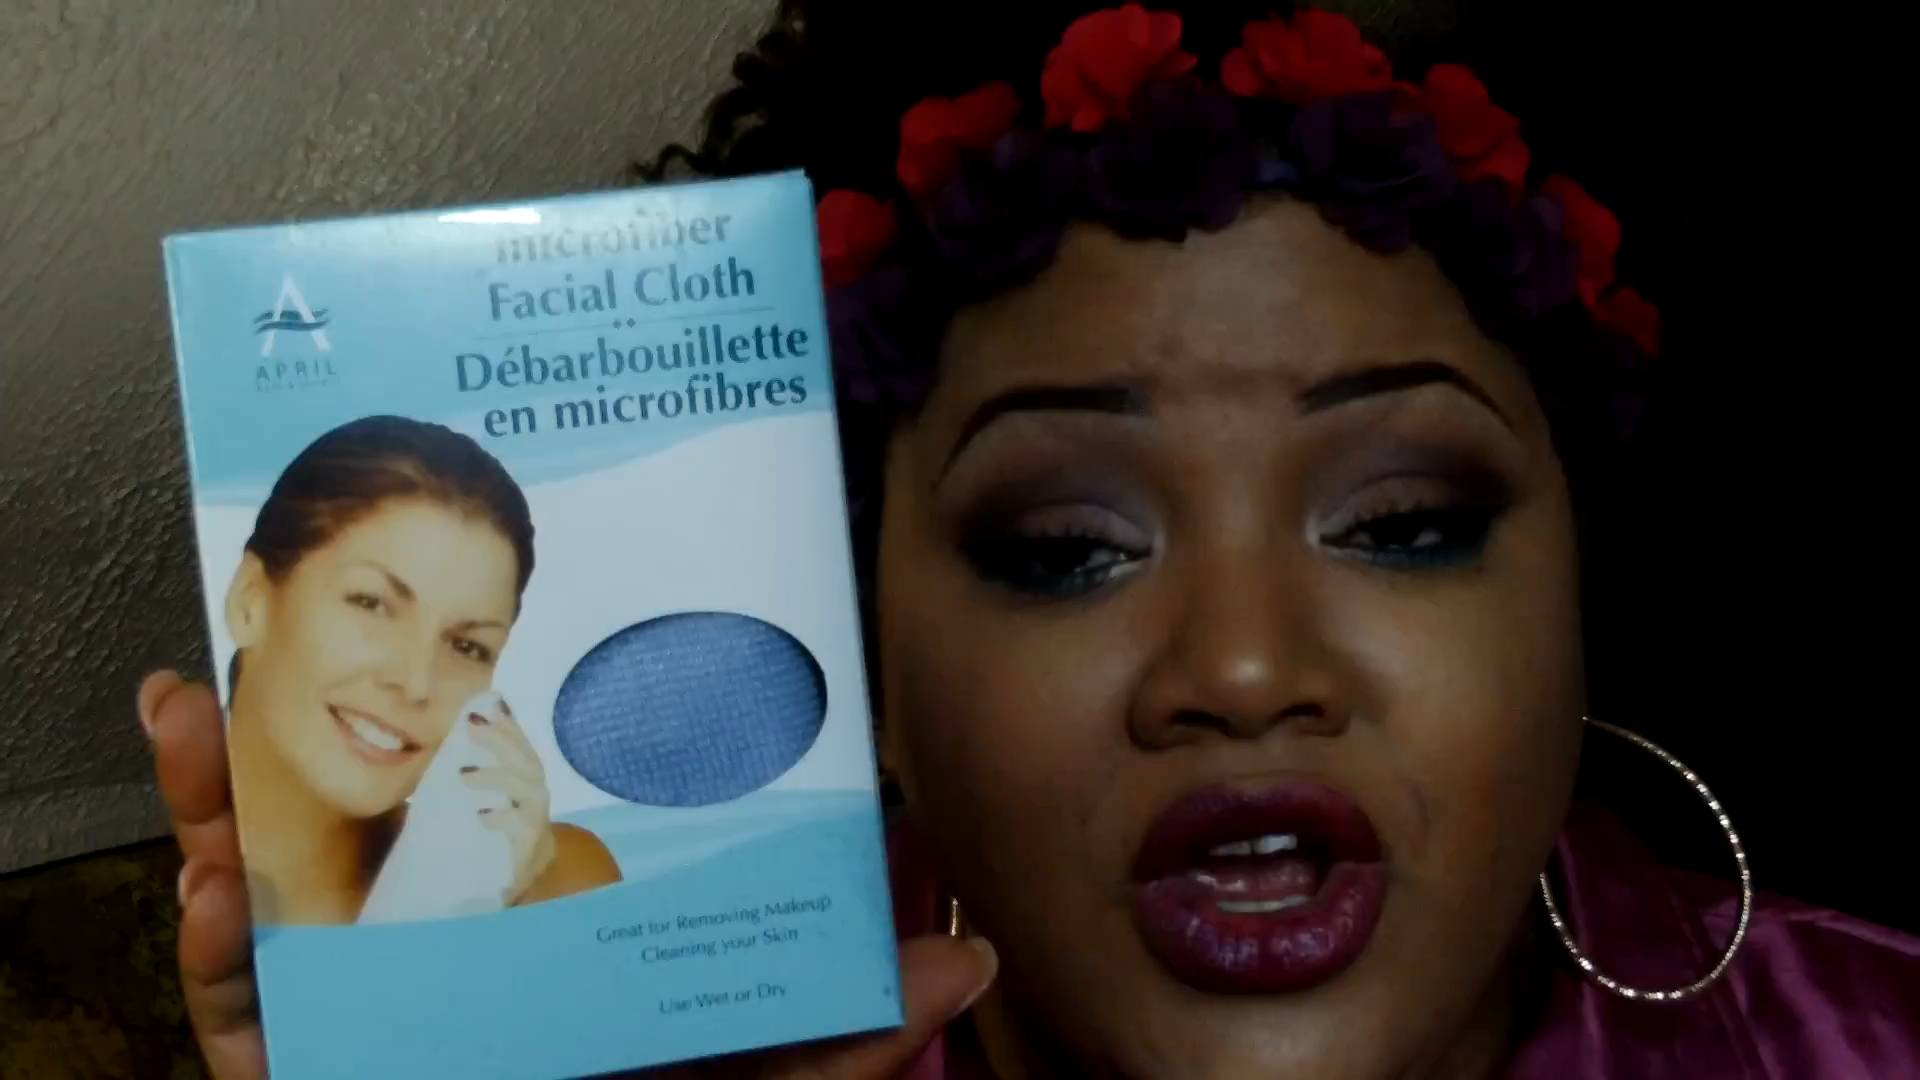 APRIL
microfiber
Facial Cloth
Débarbouillette
en microfibres
Great for Removing Makeup
Cleaning your Skin
Use Wet or Dry